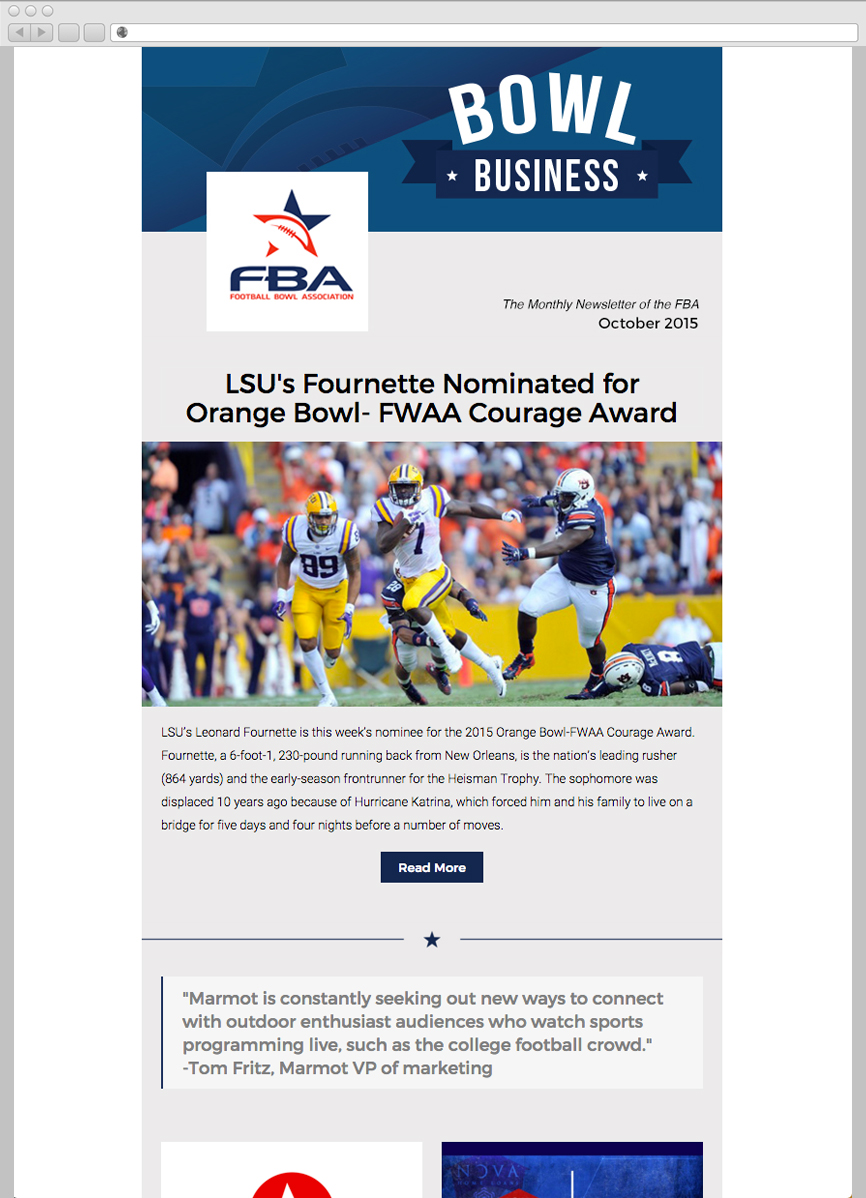 BOWL
BUSINESS
FBA
FOOTBALL BOWL ASSOCIATION
The Monthly Newsletter of the FBA
October 2015
LSU's Fournette Nominated for
Orange Bowl- FWAA Courage Award
89
7
28
8
LSU's Leonard Fournette is this week's nominee for the 2015 Orange Bowl-FWAA Courage Award.
Fournette, a 6-foot-1, 230-pound running back from New Orleans, is the nation's leading rusher
(864 yards) and the early-season frontrunner for the Heisman Trophy. The sophomore was
displaced 10 years ago because of Hurricane Katrina, which forced him and his family to live on a
bridge for five days and four nights before a number of moves.
Read More
"Marmot is constantly seeking out new ways to connect
with outdoor enthusiast audiences who watch sports
programming live, such as the college football crowd."
-Tom Fritz, Marmot VP of marketing
NOVA